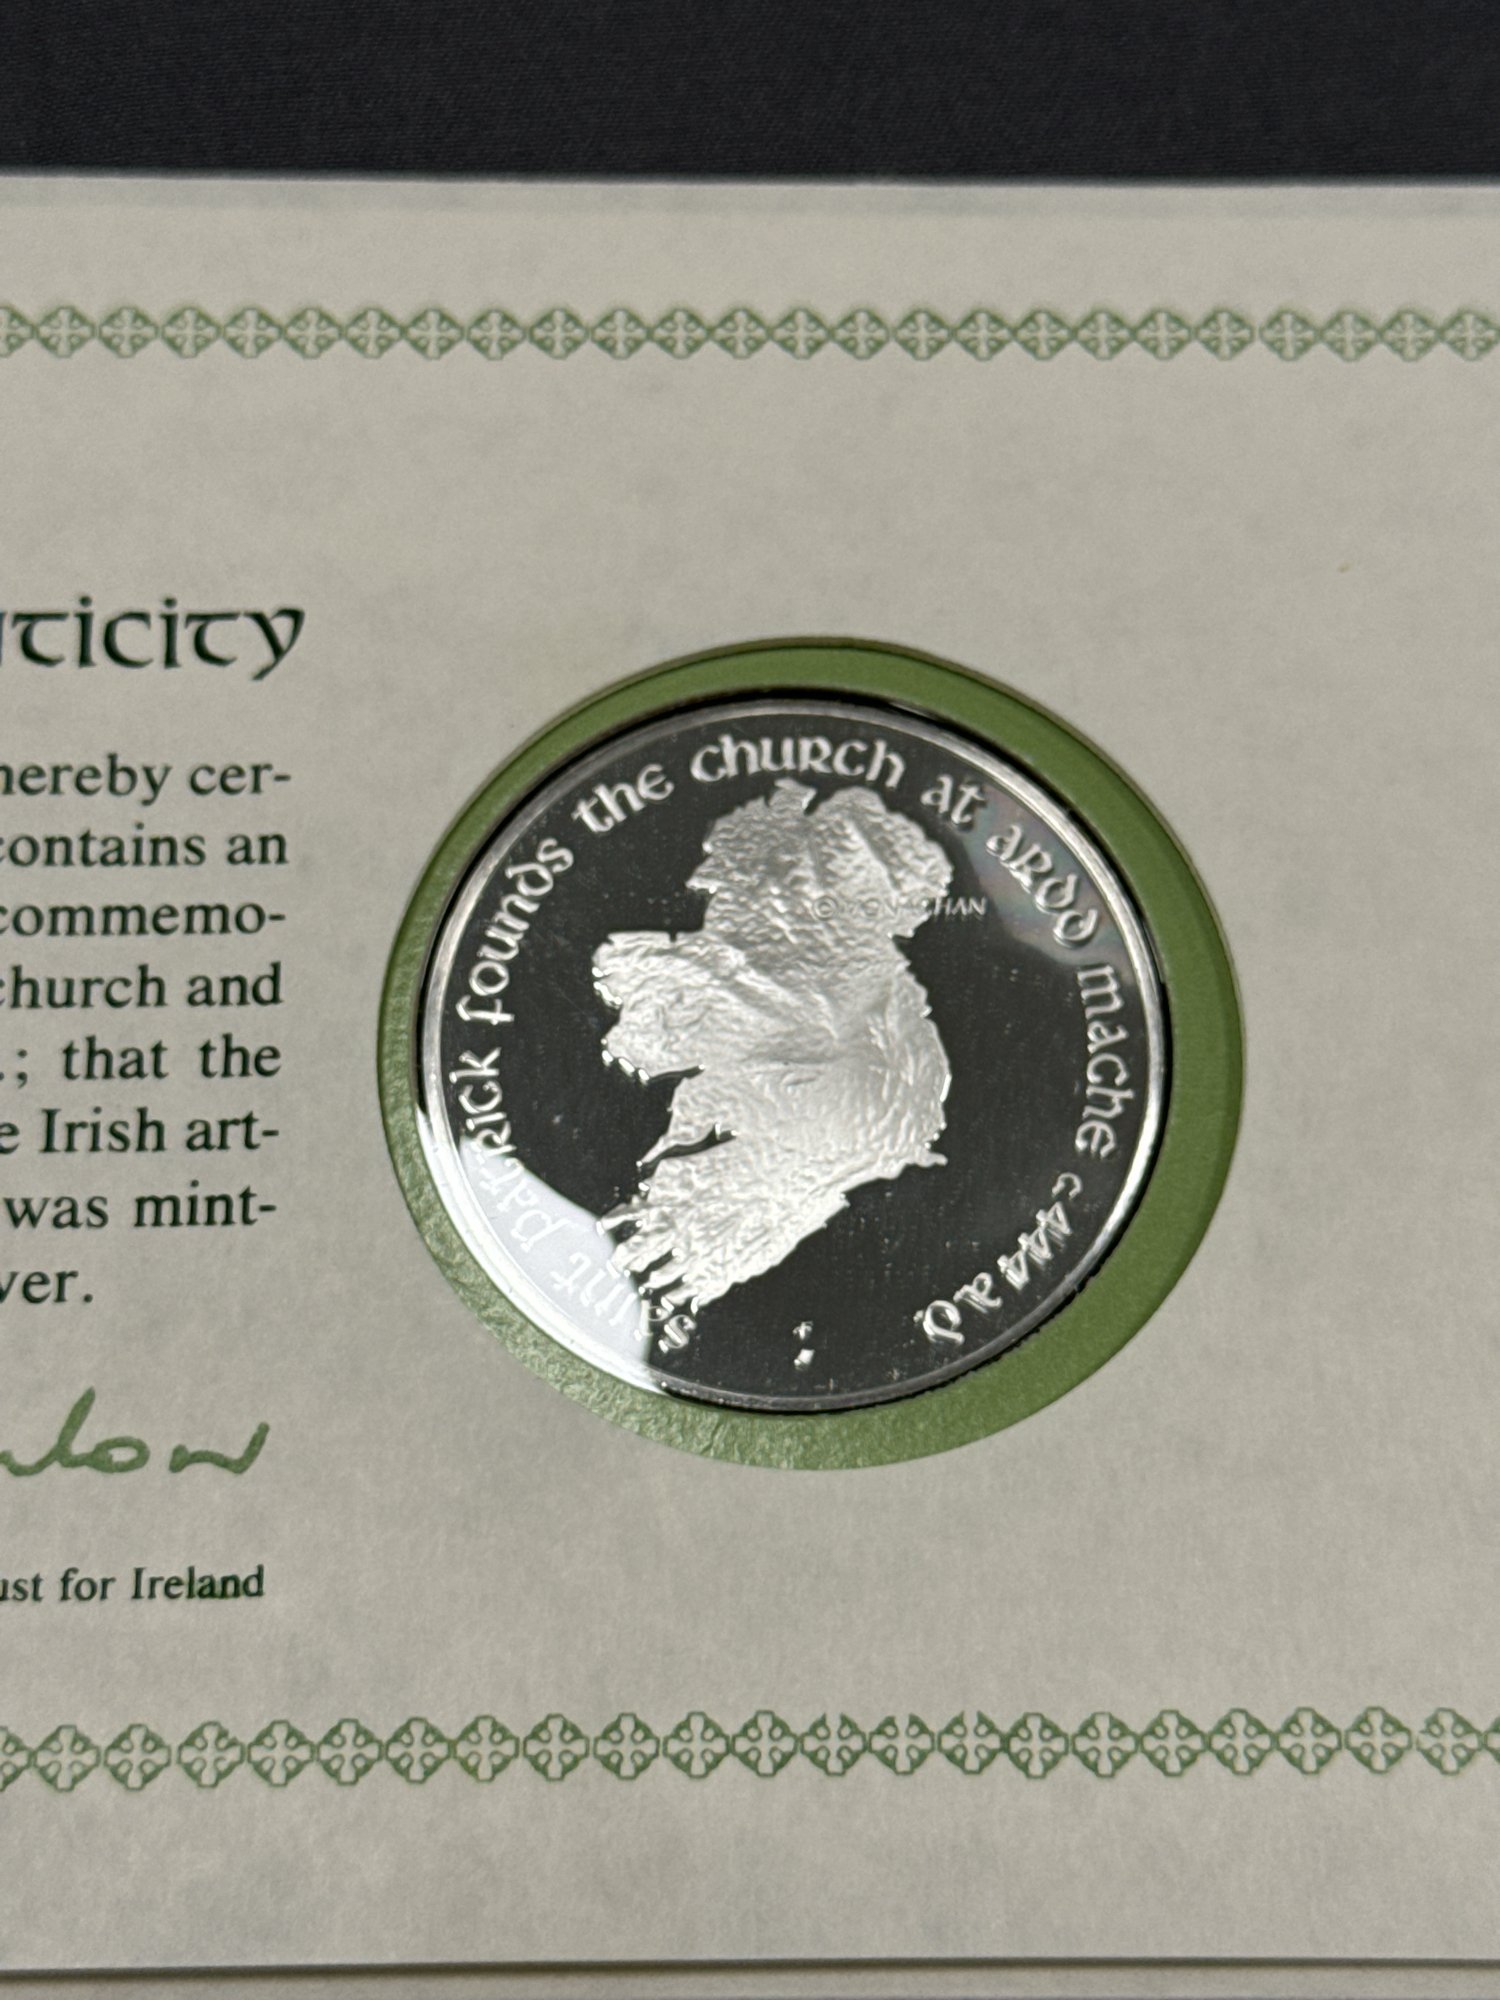 ticity
hereby cer-
contains an
commemo-
church and
.; that the
e Irish art-
was mint-
ver.
ust for Ireland
saint patrick founds the church at ardd mache c 444 a.d.